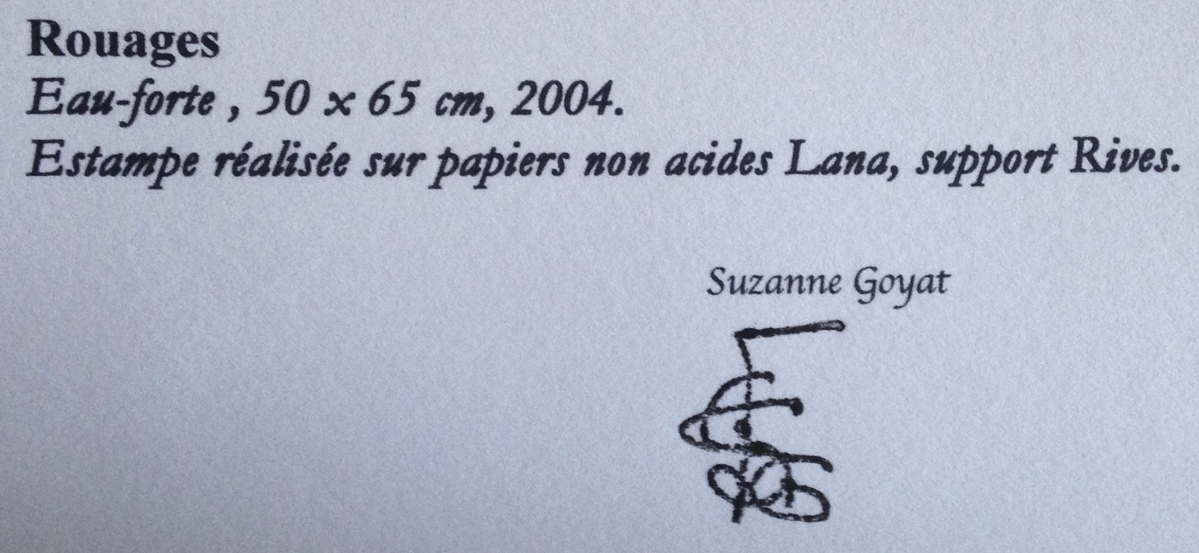 Rouages
Eau-forte , 50 x 65 cm, 2004.
Estampe réalisée sur papiers non acides Lana, support Rives.
Suzanne Goyat